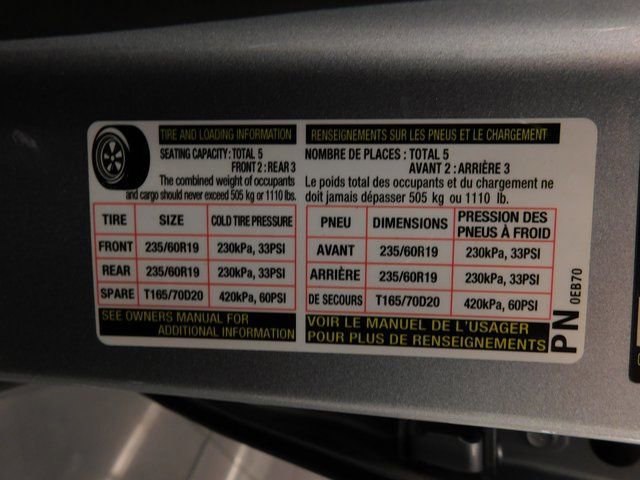 TIRE AND LOADING INFORMATION
SEATING CAPACITY: TOTAL 5
FRONT 2 : REAR 3
The combined weight of occupants
and cargo should never exceed 505 kg or 1110 lbs.
TIRE SIZE COLD TIRE PRESSURE
FRONT 235/60R19 230kPa, 33PSI
REAR 235/60R19 230kPa, 33PSI
SPARE T165/70D20 420kPa, 60PSI
SEE OWNERS MANUAL FOR
ADDITIONAL INFORMATION
RENSEIGNEMENTS SUR LES PNEUS ET LE CHARGEMENT
NOMBRE DE PLACES : TOTAL 5
AVANT 2 : ARRIÈRE 3
Le poids total des occupants et du chargement ne
doit jamais dépasser 505 kg ou 1110 lb.
PNEU DIMENSIONS PRESSION DES
PNEUS À FROID
AVANT 235/60R19 230kPa, 33PSI
ARRIÈRE 235/60R19 230kPa, 33PSI
DE SECOURS T165/70D20 420kPa, 60PSI
VOIR LE MANUEL DE L'USAGER
POUR PLUS DE RENSEIGNEMENTS
PN 0EB70